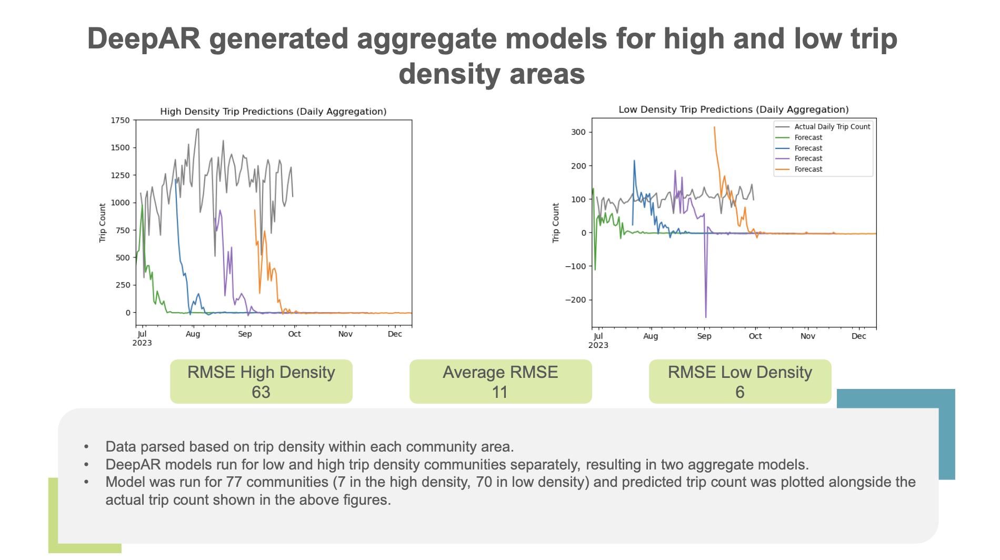 DeepAR generated aggregate models for high and low trip
density areas
High Density Trip Predictions (Daily Aggregation)
Trip Count
1750
1500
1250
1000
750
500
250
0
Jul
2023
Aug
Sep
Oct
Nov
Dec
Low Density Trip Predictions (Daily Aggregation)
Trip Count
300
200
100
0
−100
−200
Actual Daily Trip Count
Forecast
Forecast
Forecast
Forecast
Jul
2023
Aug
Sep
Oct
Nov
Dec
RMSE High Density
63
Average RMSE
11
RMSE Low Density
6
• Data parsed based on trip density within each community area.
• DeepAR models run for low and high trip density communities separately, resulting in two aggregate models.
• Model was run for 77 communities (7 in the high density, 70 in low density) and predicted trip count was plotted alongside the
actual trip count shown in the above figures.